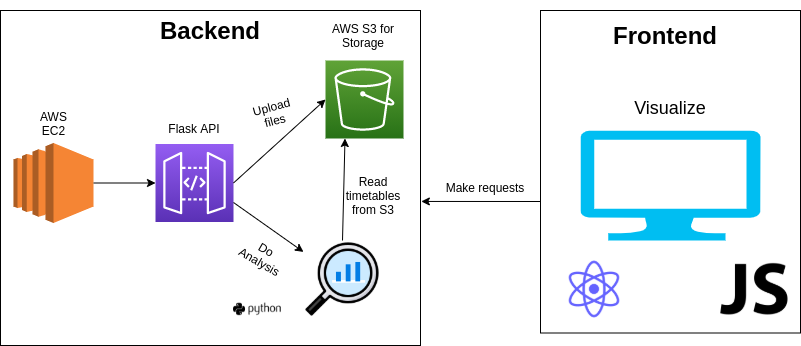 Backend
AWS S3 for
Storage
AWS
EC2
Flask API
Upload
files
Read
timetables
from S3
Do
Analysis
python
Make requests
Frontend
Visualize
JS